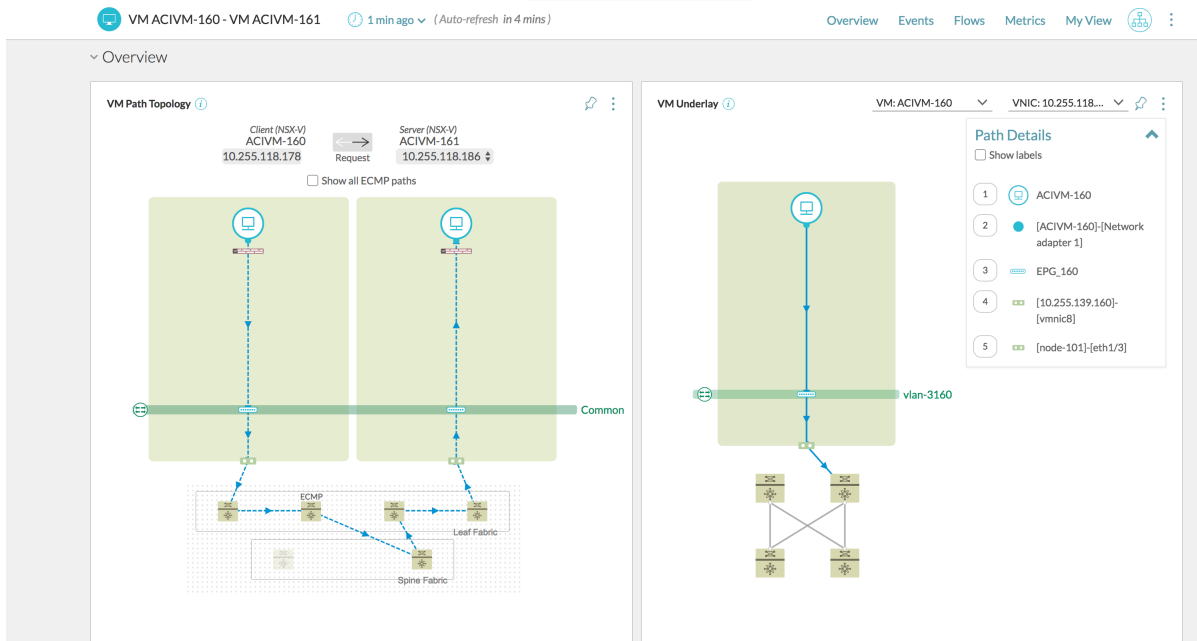 VM ACIVM-160 - VM ACIVM-161
1 min ago
(Auto-refresh in 4 mins)
Overview
Events
Flows
Metrics
My View
Overview
VM Path Topology
Client (NSX-V)
ACIVM-160
10.255.118.178
Request
Server (NSX-V)
ACIVM-161
10.255.118.186
Show all ECMP paths
Common
ECMP
Leaf Fabric
Spine Fabric
VM Underlay
VM: ACIVM-160
VNIC: 10.255.118....
Path Details
Show labels
1
ACIVM-160
2
[ACIVM-160]-[Network
adapter 1]
3
EPG_160
4
[10.255.139.160]-
[vmnic8]
5
[node-101]-[eth1/3]
vlan-3160